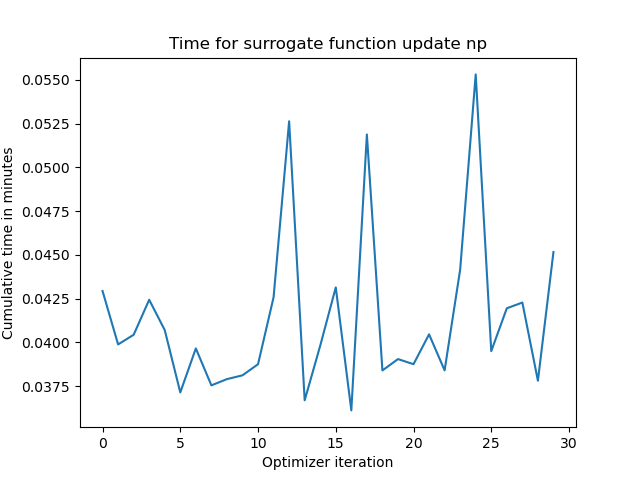 Time for surrogate function update np
Cumulative time in minutes
0.0550
0.0525
0.0500
0.0475
0.0450
0.0425
0.0400
0.0375
0 5 10 15 20 25 30
Optimizer iteration